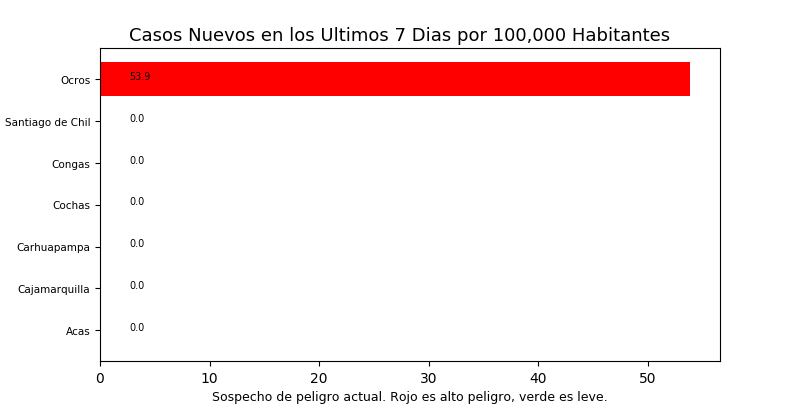 Casos Nuevos en los Ultimos 7 Dias por 100,000 Habitantes
Ocros 53.9
Santiago de Chil 0.0
Congas 0.0
Cochas 0.0
Carhuapampa 0.0
Cajamarquilla 0.0
Acas 0.0
0 10 20 30 40 50
Sospecho de peligro actual. Rojo es alto peligro, verde es leve.